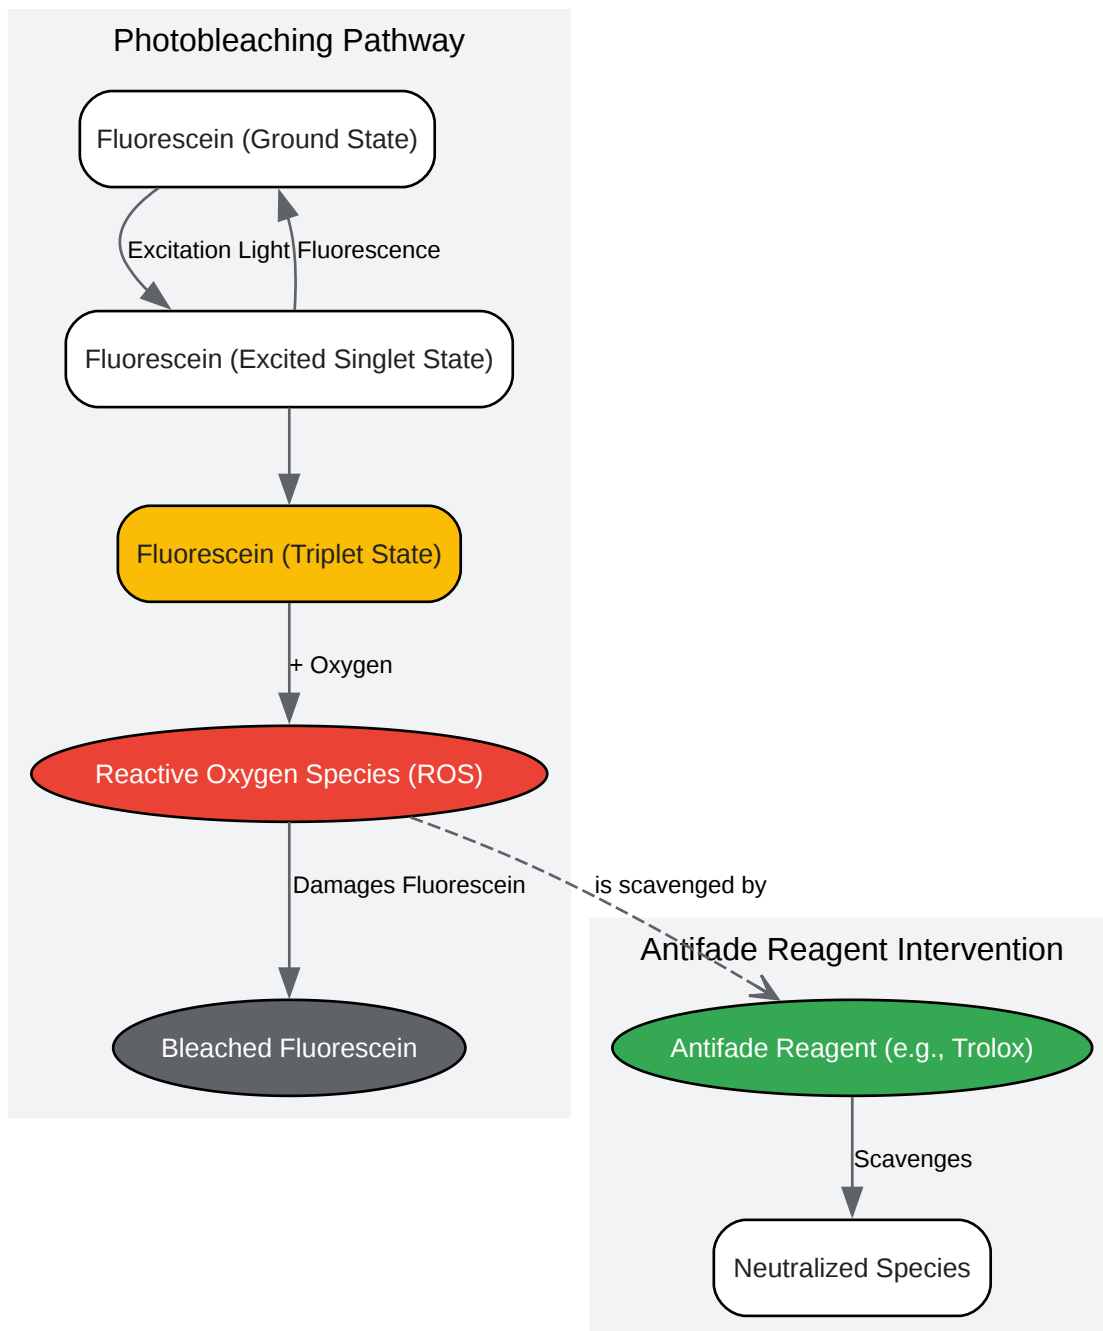 Photobleaching Pathway
Fluorescein (Ground State)
Excitation Light
Fluorescence
Fluorescein (Excited Singlet State)
Fluorescein (Triplet State)
+ Oxygen
Reactive Oxygen Species (ROS)
Damages Fluorescein
is scavenged by
Bleached Fluorescein
Antifade Reagent Intervention
Antifade Reagent (e.g., Trolox)
Scavenges
Neutralized Species